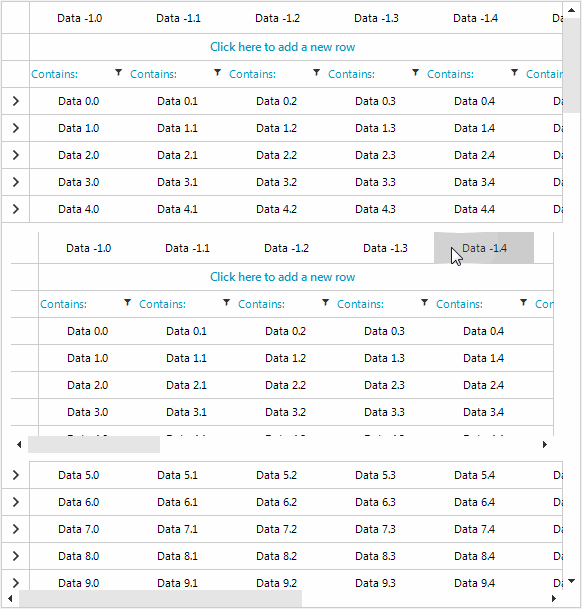 Data -1.0 Data -1.1 Data -1.2 Data -1.3 Data -1.4
Click here to add a new row
Contains: Contains: Contains: Contains: Contains:
Data 0.0 Data 0.1 Data 0.2 Data 0.3 Data 0.4
Data 1.0 Data 1.1 Data 1.2 Data 1.3 Data 1.4
Data 2.0 Data 2.1 Data 2.2 Data 2.3 Data 2.4
Data 3.0 Data 3.1 Data 3.2 Data 3.3 Data 3.4
Data 4.0 Data 4.1 Data 4.2 Data 4.3 Data 4.4
Data -1.0 Data -1.1 Data -1.2 Data -1.3 Data -1.4
Click here to add a new row
Contains: Contains: Contains: Contains: Contains:
Data 0.0 Data 0.1 Data 0.2 Data 0.3 Data 0.4
Data 1.0 Data 1.1 Data 1.2 Data 1.3 Data 1.4
Data 2.0 Data 2.1 Data 2.2 Data 2.3 Data 2.4
Data 3.0 Data 3.1 Data 3.2 Data 3.3 Data 3.4
Data 5.0 Data 5.1 Data 5.2 Data 5.3 Data 5.4
Data 6.0 Data 6.1 Data 6.2 Data 6.3 Data 6.4
Data 7.0 Data 7.1 Data 7.2 Data 7.3 Data 7.4
Data 8.0 Data 8.1 Data 8.2 Data 8.3 Data 8.4
Data 9.0 Data 9.1 Data 9.2 Data 9.3 Data 9.4